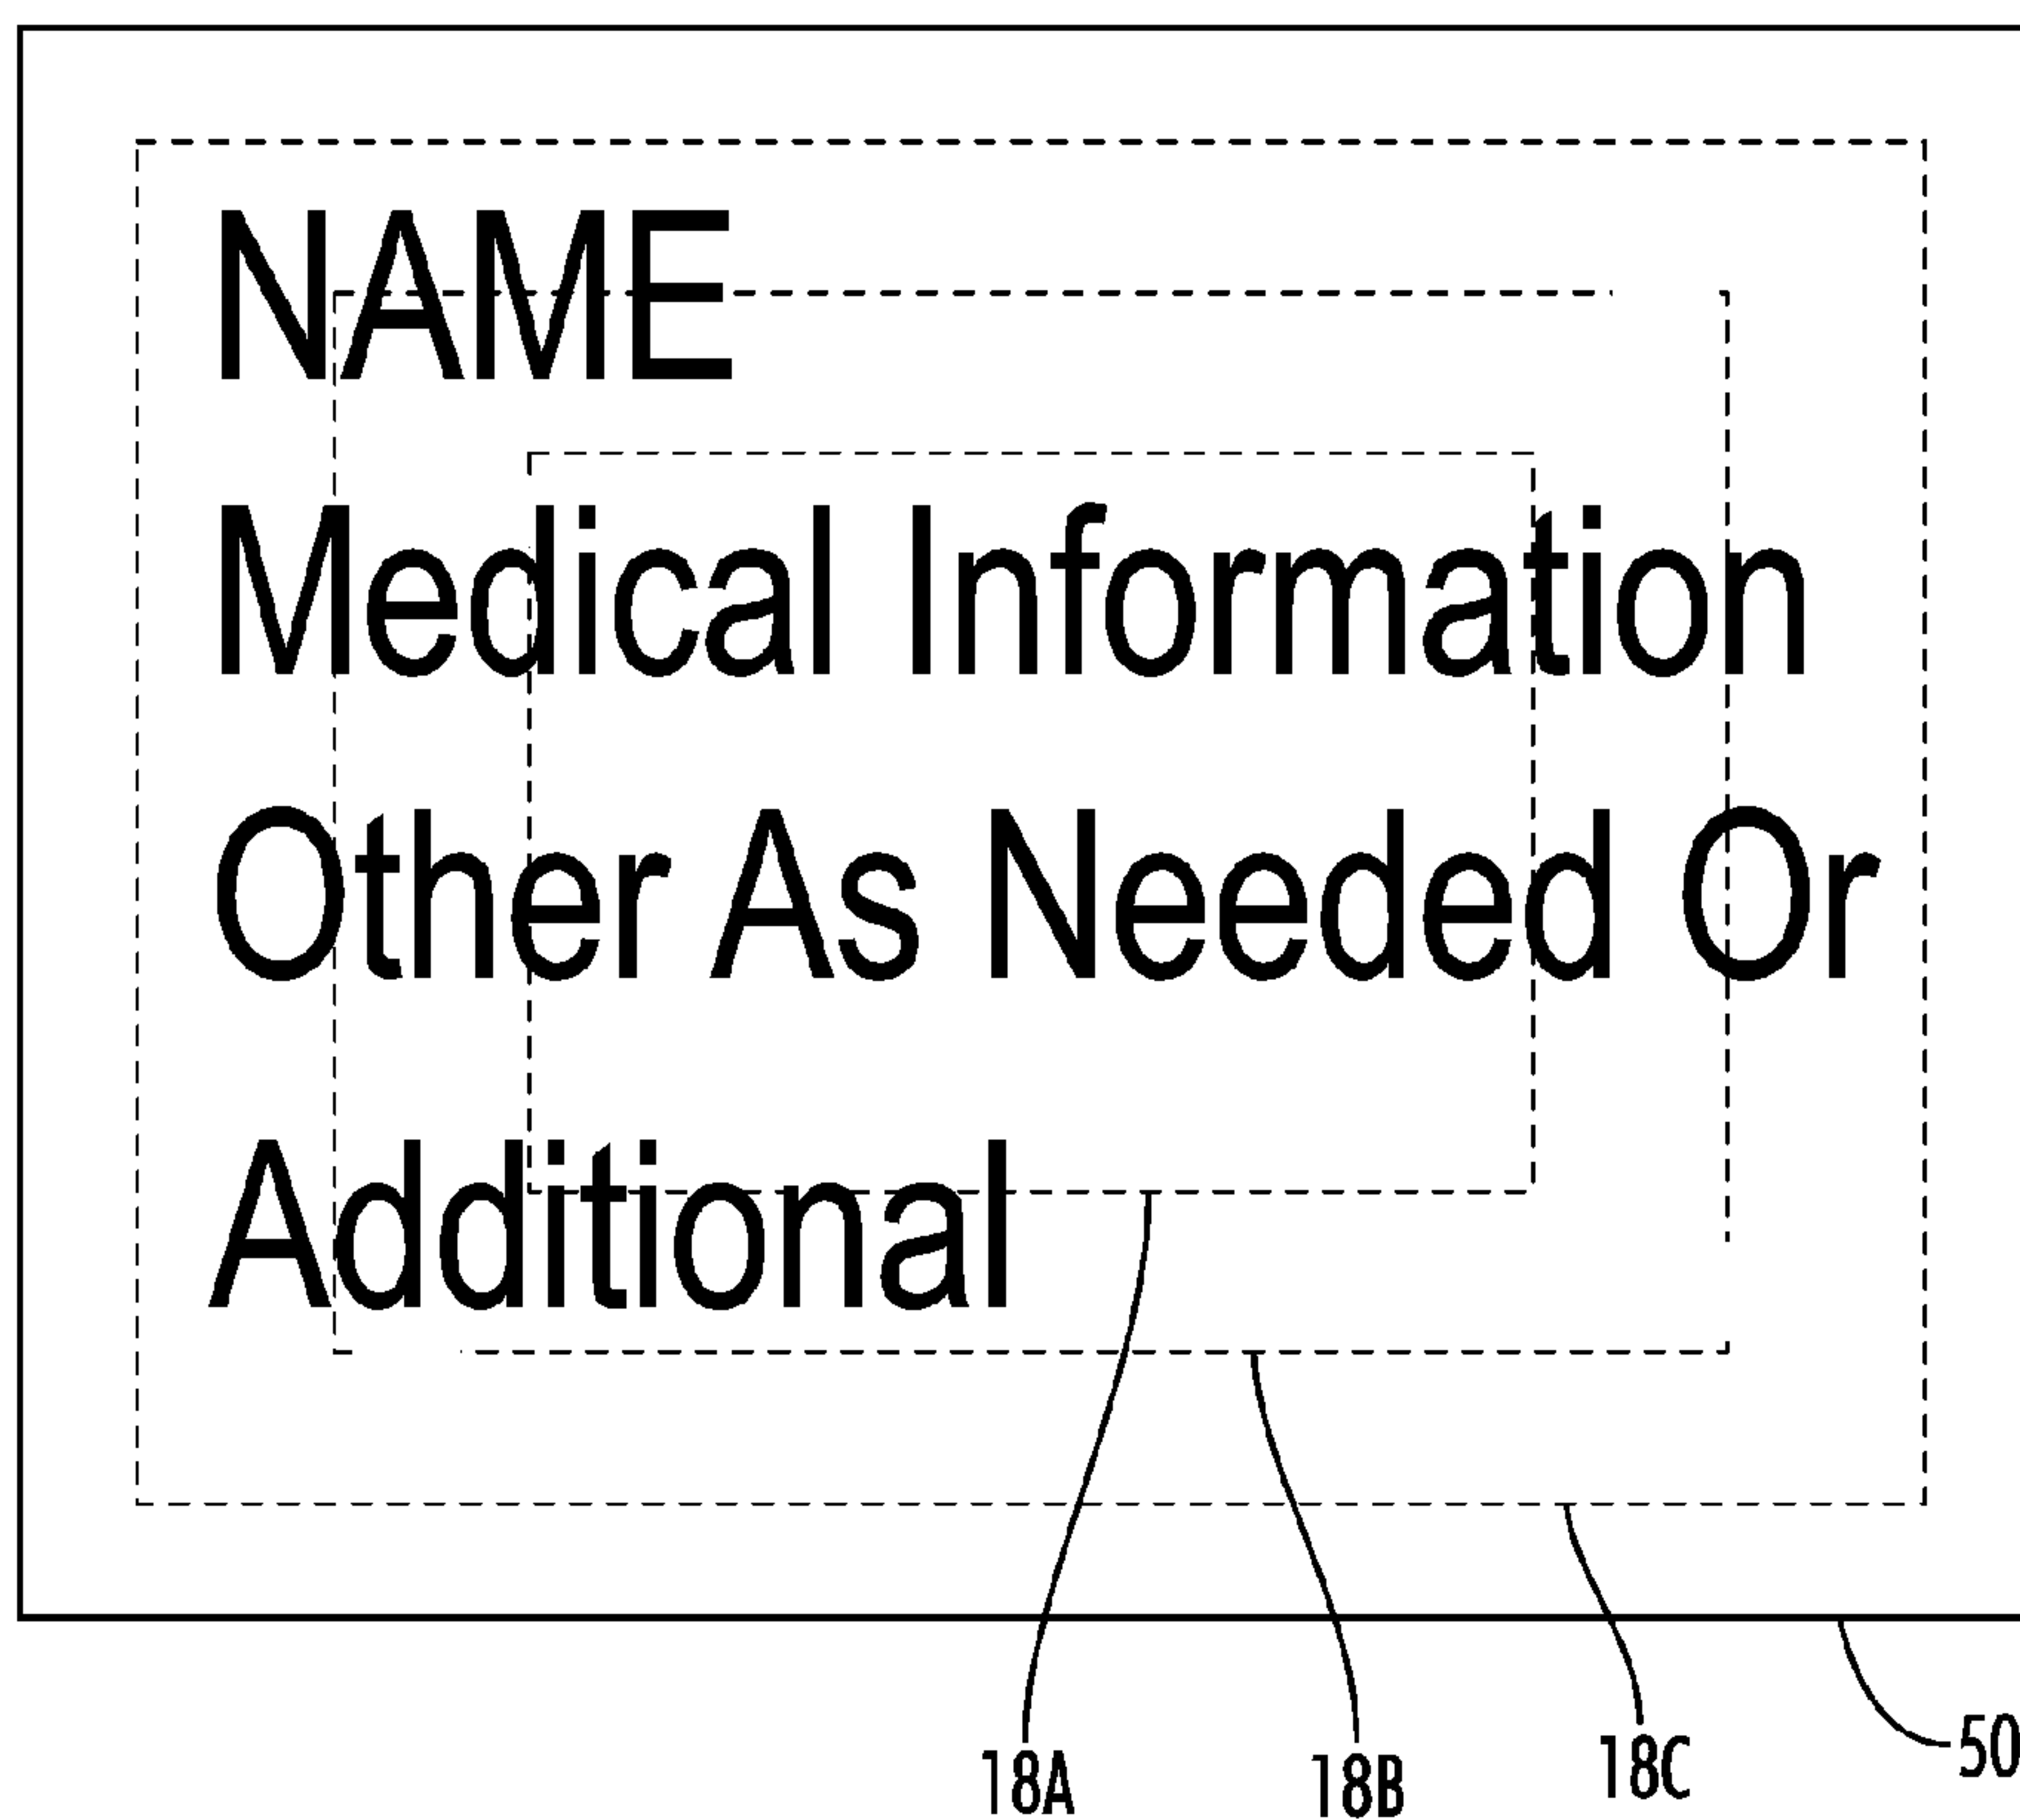 NAME
Medical Information
Other As Needed Or
Additional
18A 18B 18C 50